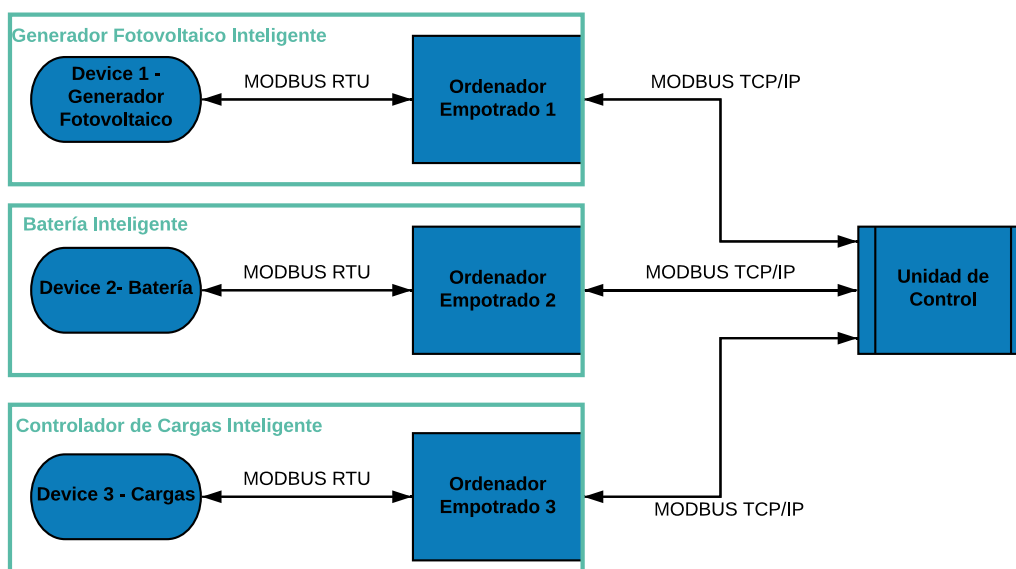 Generador Fotovoltaico Inteligente
Device 1 -
Generador
Fotovoltaico
MODBUS RTU
Ordenador
Empotrado 1
MODBUS TCP/IP
Batería Inteligente
Device 2- Batería
MODBUS RTU
Ordenador
Empotrado 2
MODBUS TCP/IP
Unidad de
Control
Controlador de Cargas Inteligente
Device 3 - Cargas
MODBUS RTU
Ordenador
Empotrado 3
MODBUS TCP/IP